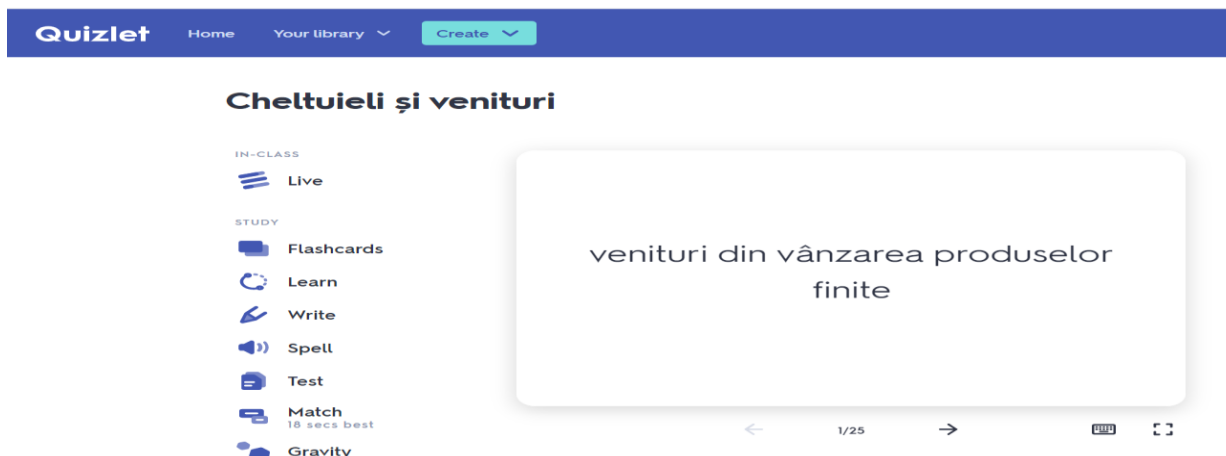 Quizlet Home Your library Create
Cheltuieli și venituri
IN-CLASS
Live
STUDY
Flashcards
Learn
Write
Spell
Test
Match
18 secs best
Gravity
venituri din vânzarea produselor
finite
1/25